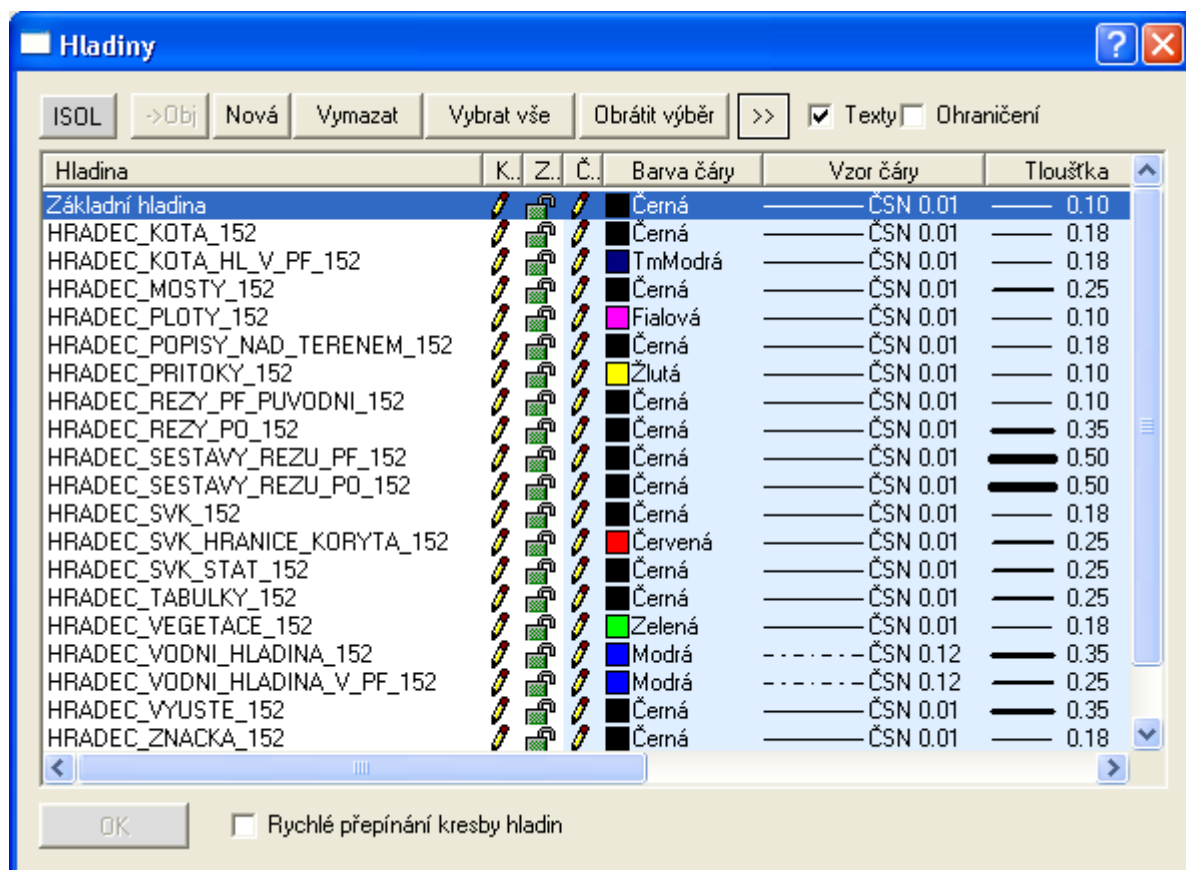 Hladiny
ISOL ->Obj Nová Vymazat Vybrat vše Obrátit výběr >> Texty Ohraničení
Hladina K.. Z.. Č.. Barva čáry Vzor čáry Tloušťka
Základní hladina Černá ČSN 0.01 0.10
HRADEC_KOTA_152 Černá ČSN 0.01 0.18
HRADEC_KOTA_HL_V_PF_152 TmModrá ČSN 0.01 0.18
HRADEC_MOSTY_152 Černá ČSN 0.01 0.25
HRADEC_PLOTY_152 Fialová ČSN 0.01 0.10
HRADEC_POPISY_NAD_TERENEM_152 Černá ČSN 0.01 0.18
HRADEC_PRITOKY_152 Žlutá ČSN 0.01 0.10
HRADEC_REZY_PF_PUVODNI_152 Černá ČSN 0.01 0.10
HRADEC_REZY_PO_152 Černá ČSN 0.01 0.35
HRADEC_SESTAVY_REZU_PF_152 Černá ČSN 0.01 0.50
HRADEC_SESTAVY_REZU_PO_152 Černá ČSN 0.01 0.50
HRADEC_SVK_152 Černá ČSN 0.01 0.18
HRADEC_SVK_HRANICE_KORYTA_152 Červená ČSN 0.01 0.25
HRADEC_SVK_STAT_152 Černá ČSN 0.01 0.25
HRADEC_TABULKY_152 Černá ČSN 0.01 0.25
HRADEC_VEGETACE_152 Zelená ČSN 0.01 0.18
HRADEC_VODNI_HLADINA_152 Modrá ČSN 0.12 0.35
HRADEC_VODNI_HLADINA_V_PF_152 Modrá ČSN 0.12 0.25
HRADEC_VYUSTE_152 Černá ČSN 0.01 0.35
HRADEC_ZNACKA_152 Černá ČSN 0.01 0.18
OK Rychlé přepínání kresby hladin